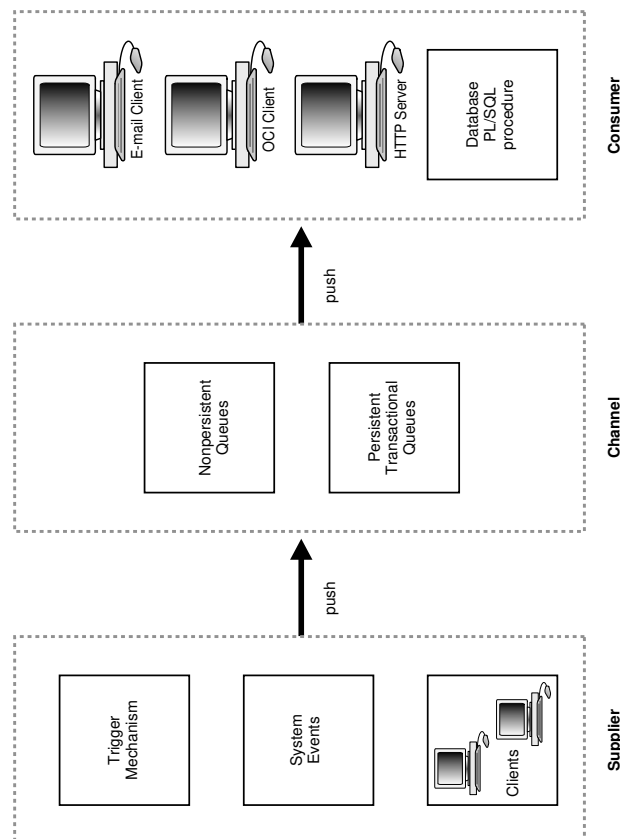 Trigger
Mechanism
System
Events
Clients
Supplier
push
Nonpersistent
Queues
Persistent
Transactional
Queues
Channel
push
E-mail Client
OCI Client
HTTP Server
Database
PL/SQL
procedure
Consumer